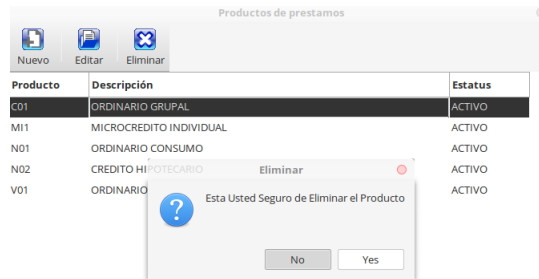 Productos de prestamos
Nuevo Editar Eliminar
Producto Descripción Estatus
C01 ORDINARIO GRUPAL ACTIVO
MI1 MICROCREDITO INDIVIDUAL ACTIVO
N01 ORDINARIO CONSUMO ACTIVO
N02 CREDITO HIPOTECARIO ACTIVO
V01 ORDINARIO ACTIVO
Eliminar
Esta Usted Seguro de Eliminar el Producto
No Yes